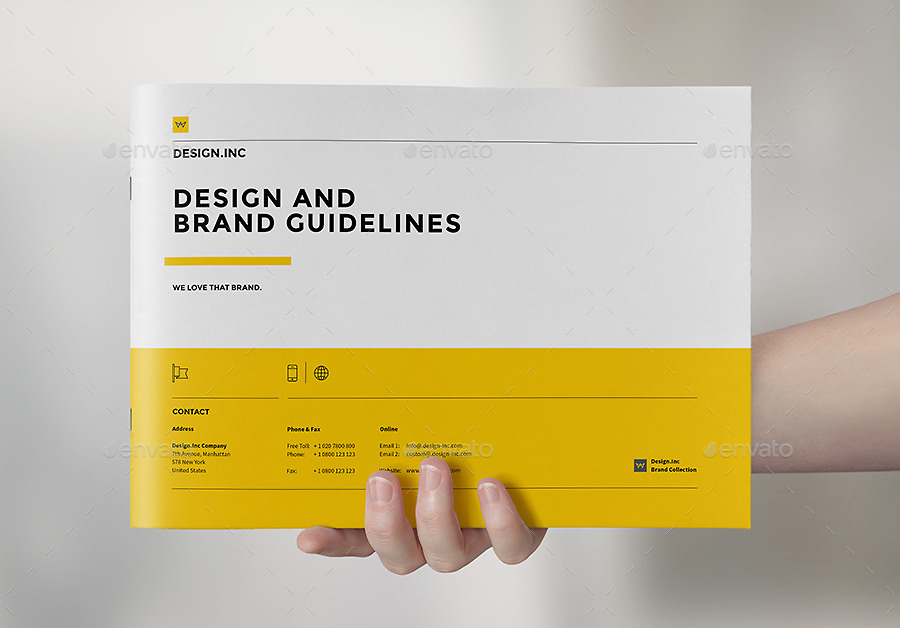 DESIGN.INC
DESIGN AND
BRAND GUIDELINES
WE LOVE THAT BRAND.
CONTACT
Address
Design.Inc Company
7th Avenue, Manhattan
578 New York
United States
Phone & Fax
Free Toll: +1 020 7800 800
Phone: +1 0800 123 123
Fax: +1 0800 123 123
Online
Email 1: info@design-inc.com
Email 2: custom@design-inc.com
Website:
Design.Inc
Brand Collection
envato
envato
envato
envato
envato
envato